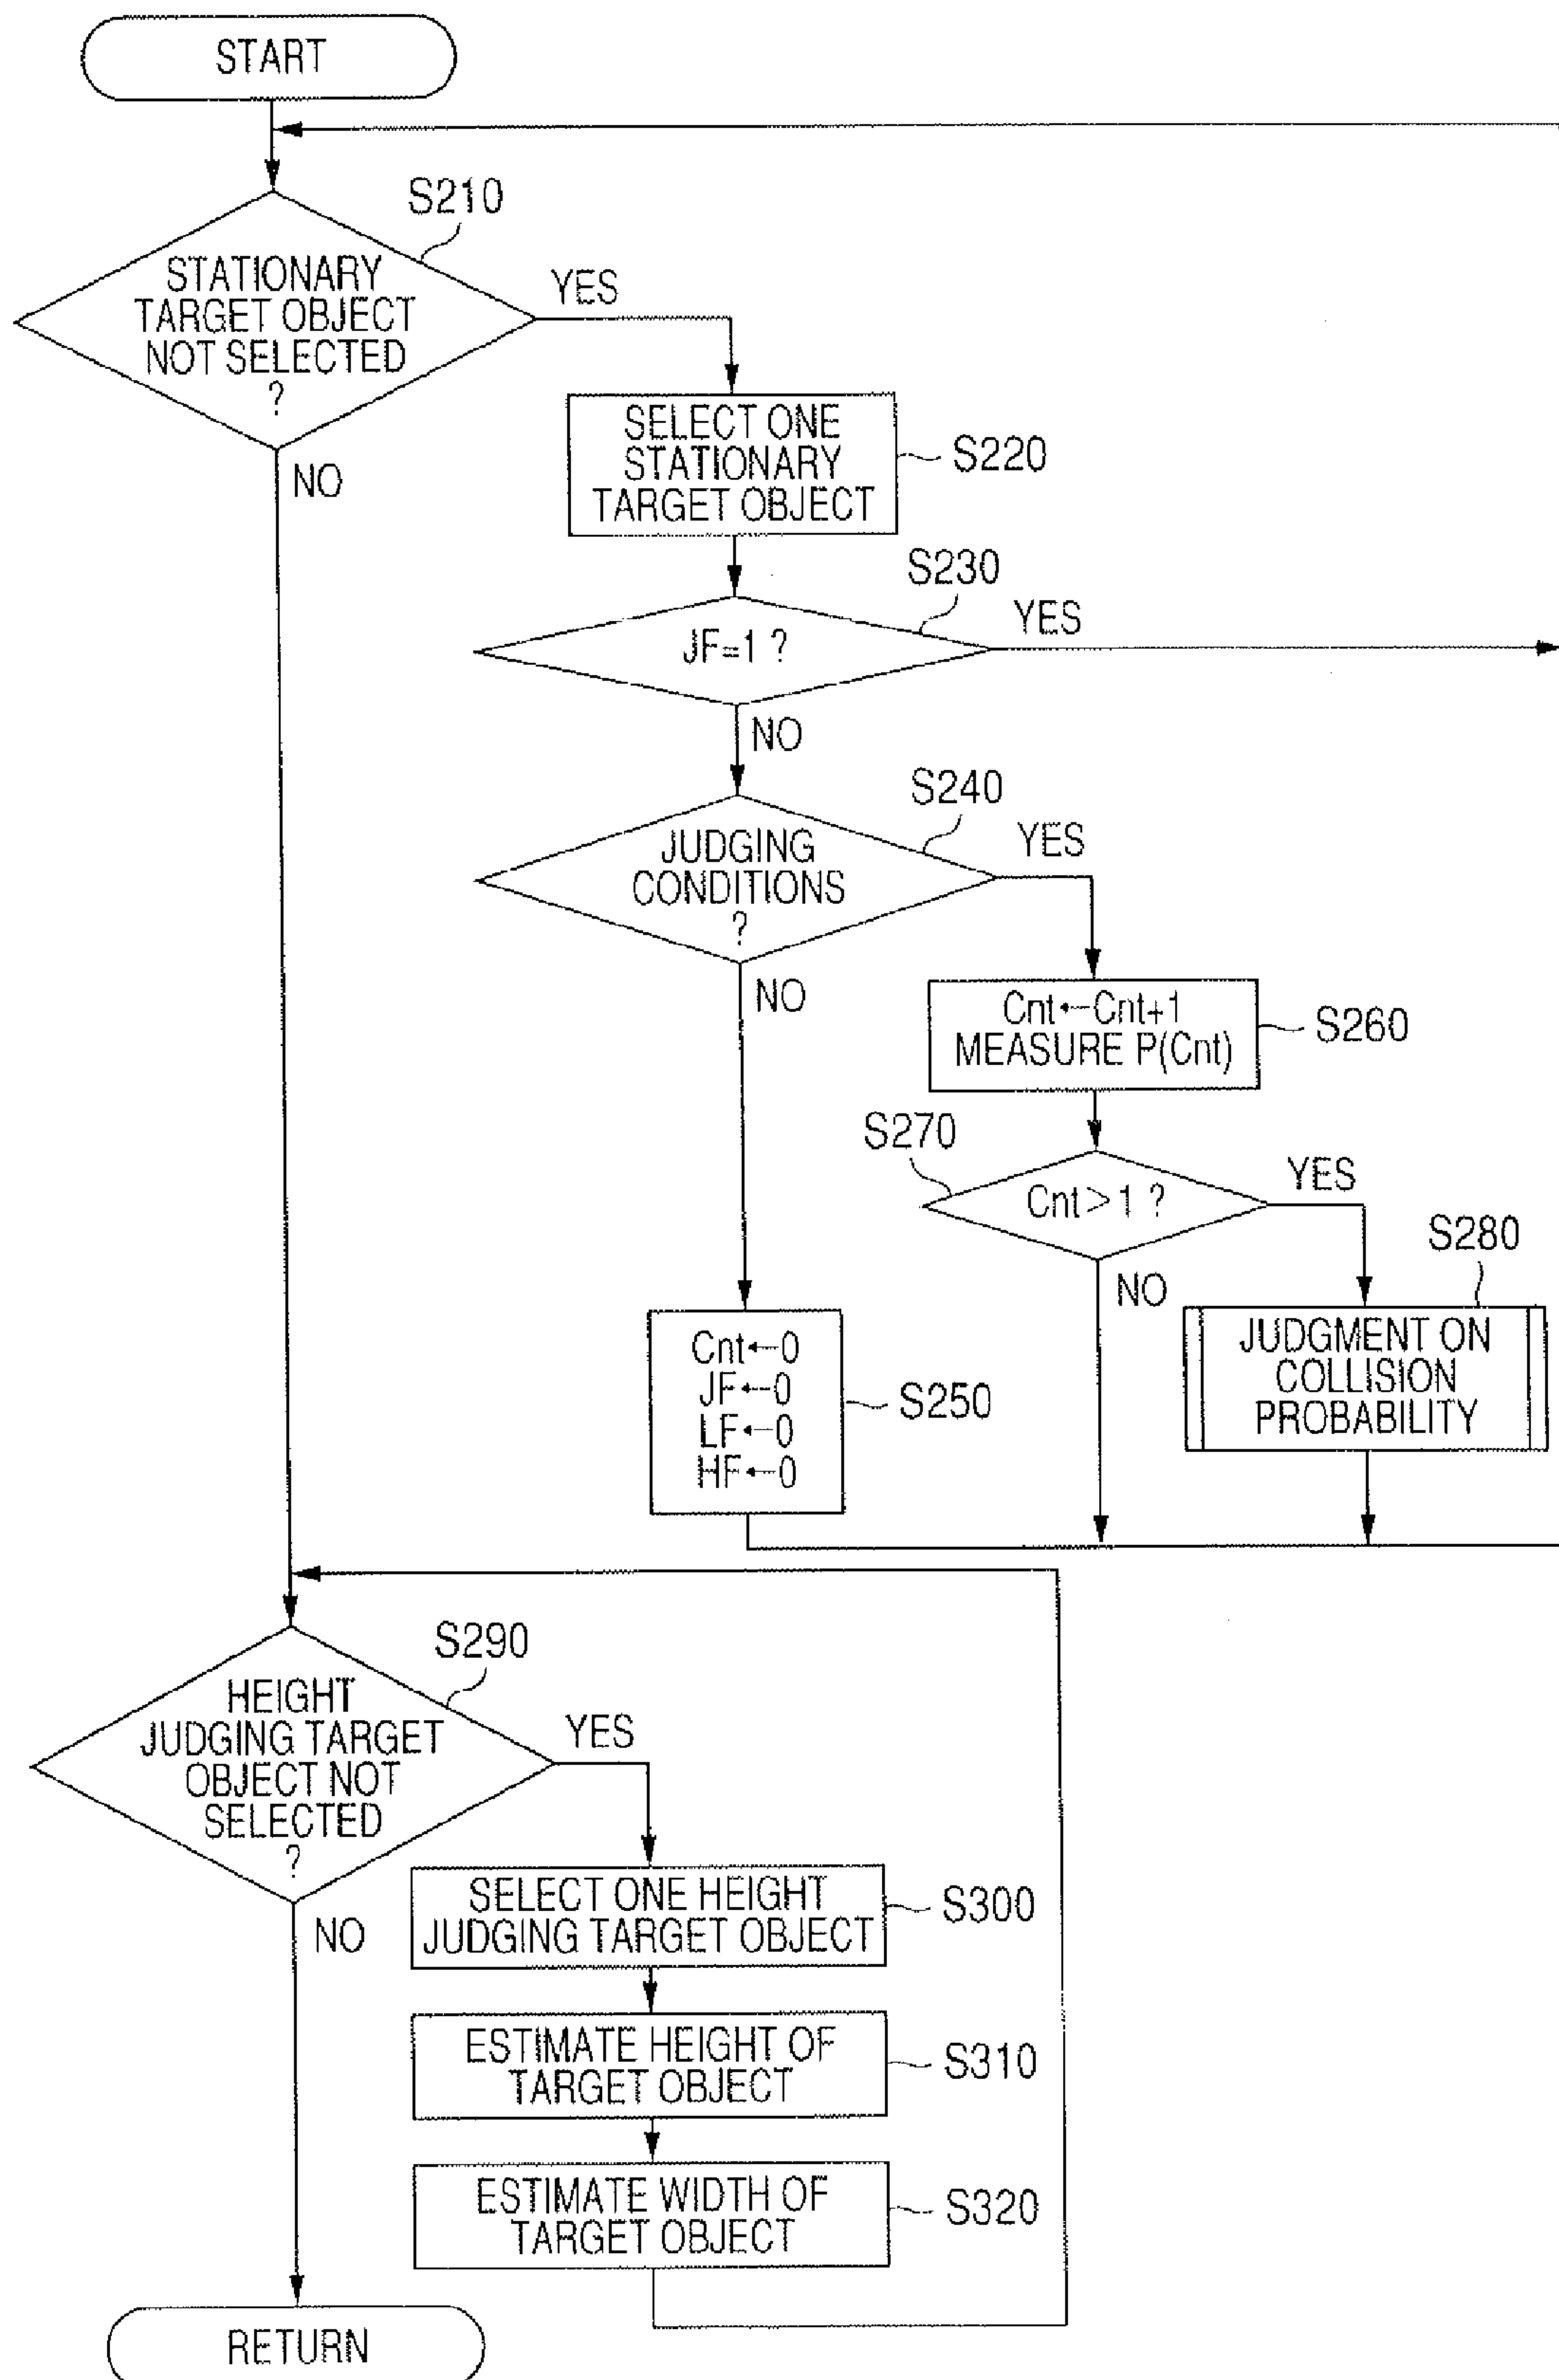 START
S210
STATIONARY
TARGET OBJECT
NOT SELECTED
?
YES
NO
SELECT ONE
STATIONARY
TARGET OBJECT
S220
S230
JF=1 ?
YES
NO
S240
JUDGING
CONDITIONS
?
YES
NO
Cnt←Cnt+1
MEASURE P(Cnt)
S260
S270
Cnt>1 ?
YES
NO
S280
JUDGMENT ON
COLLISION
PROBABILITY
Cnt←0
JF←0
LF←0
HF←0
S250
S290
HEIGHT
JUDGING TARGET
OBJECT NOT
SELECTED
?
YES
NO
SELECT ONE HEIGHT
JUDGING TARGET OBJECT
S300
ESTIMATE HEIGHT OF
TARGET OBJECT
S310
ESTIMATE WIDTH OF
TARGET OBJECT
S320
RETURN